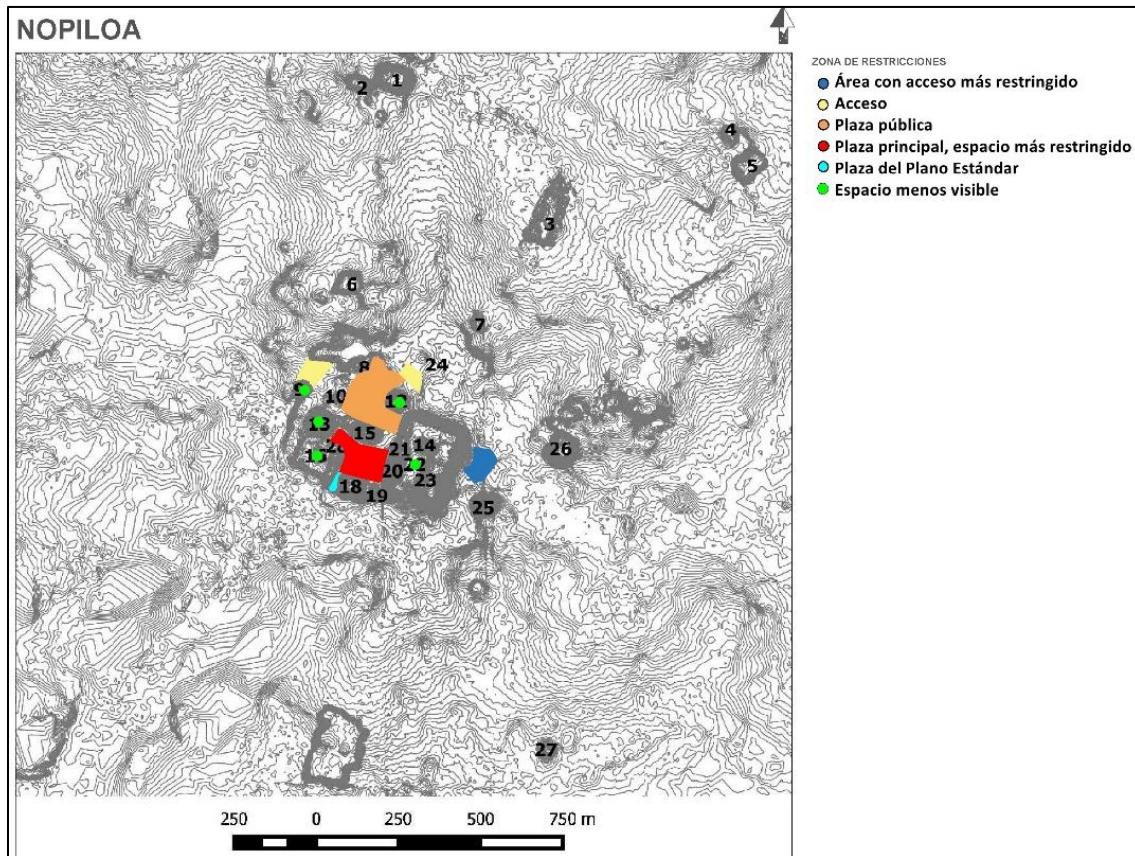 NOPILOA
ZONA DE RESTRICCIONES
Área con acceso más restringido
Acceso
Plaza pública
Plaza principal, espacio más restringido
Plaza del Plano Estándar
Espacio menos visible
1
2
4
5
3
6
7
8
24
10
13
15
14
21
26
22
20
23
18
19
25
27
250 0 250 500 750 m